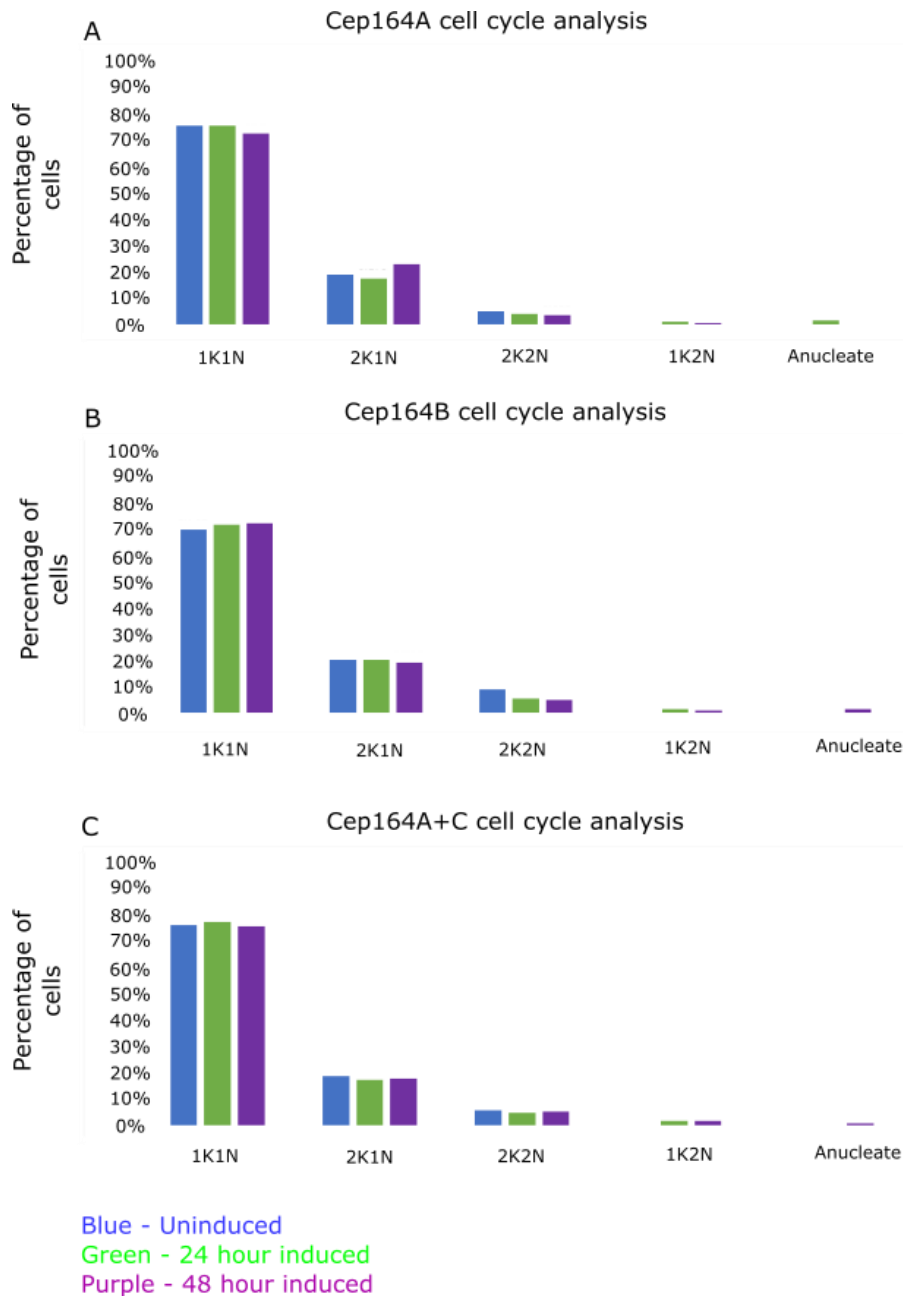 A
Cep164A cell cycle analysis
Percentage of
cells
100%
90%
80%
70%
60%
50%
40%
30%
20%
10%
0%
1K1N
2K1N
2K2N
1K2N
Anucleate
B
Cep164B cell cycle analysis
Percentage of
cells
100%
90%
80%
70%
60%
50%
40%
30%
20%
10%
0%
1K1N
2K1N
2K2N
1K2N
Anucleate
C
Cep164A+C cell cycle analysis
Percentage of
cells
100%
90%
80%
70%
60%
50%
40%
30%
20%
10%
0%
1K1N
2K1N
2K2N
1K2N
Anucleate
Blue - Uninduced
Green - 24 hour induced
Purple - 48 hour induced